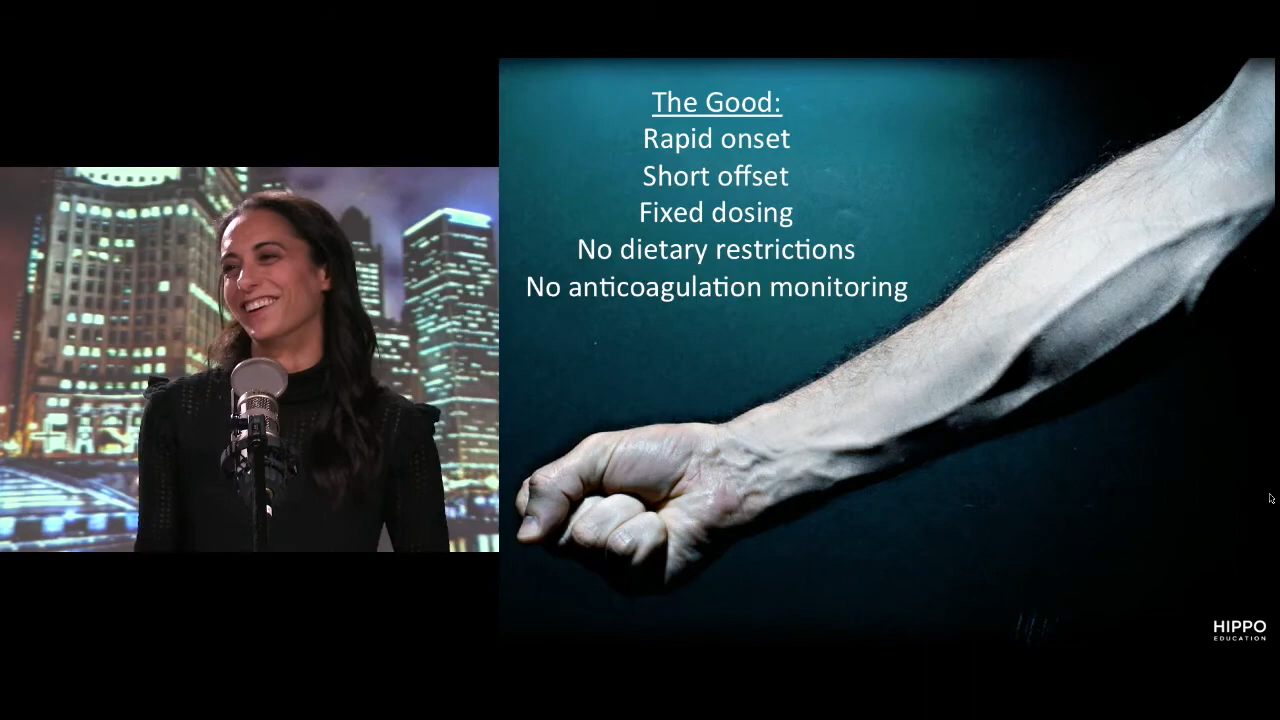 The Good:
Rapid onset
Short offset
Fixed dosing
No dietary restrictions
No anticoagulation monitoring
HIPPO
EDUCATION